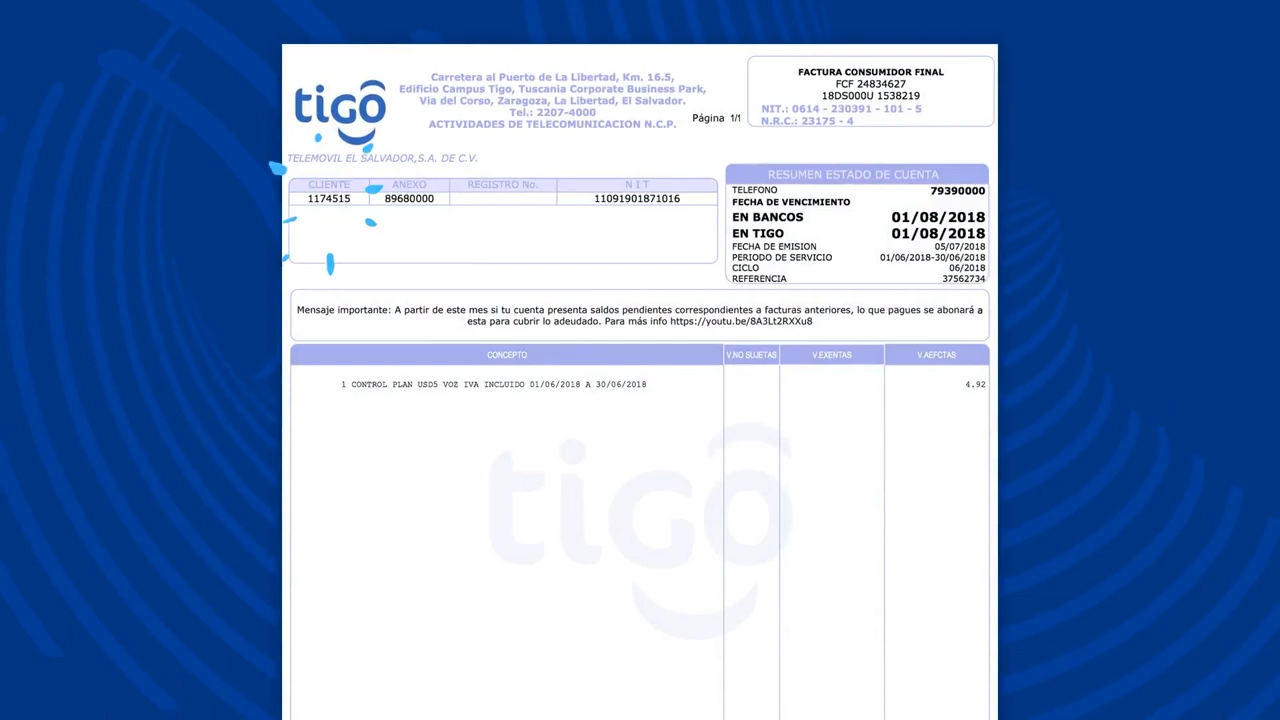 tigo
Carretera al Puerto de La Libertad, Km. 16.5,
Edificio Campus Tigo, Tuscania Corporate Business Park,
Via del Corso, Zaragoza, La Libertad, El Salvador.
Tel.: 2207-4000
ACTIVIDADES DE TELECOMUNICACION N.C.P.
Página 1/1
FACTURA CONSUMIDOR FINAL
FCF 24834627
18DS000U 1538219
NIT.: 0614 - 230391 - 101 - 5
N.R.C.: 23175 - 4
TELEMOVIL EL SALVADOR,S.A. DE C.V.
CLIENTE ANEXO REGISTRO No. N I T
1174515 89680000 11091901871016
RESUMEN ESTADO DE CUENTA
TELEFONO 79390000
FECHA DE VENCIMIENTO
EN BANCOS 01/08/2018
EN TIGO 01/08/2018
FECHA DE EMISION 05/07/2018
PERIODO DE SERVICIO 01/06/2018-30/06/2018
CICLO 06/2018
REFERENCIA 37562734
Mensaje importante: A partir de este mes si tu cuenta presenta saldos pendientes correspondientes a facturas anteriores, lo que pagues se abonará a
esta para cubrir lo adeudado. Para más info https://youtu.be/8A3Lt2RXXu8
CONCEPTO V.NO SUJETAS V.EXENTAS V.AEFCTAS
1 CONTROL PLAN USD5 VOZ IVA INCLUIDO 01/06/2018 A 30/06/2018 4.92
tigo